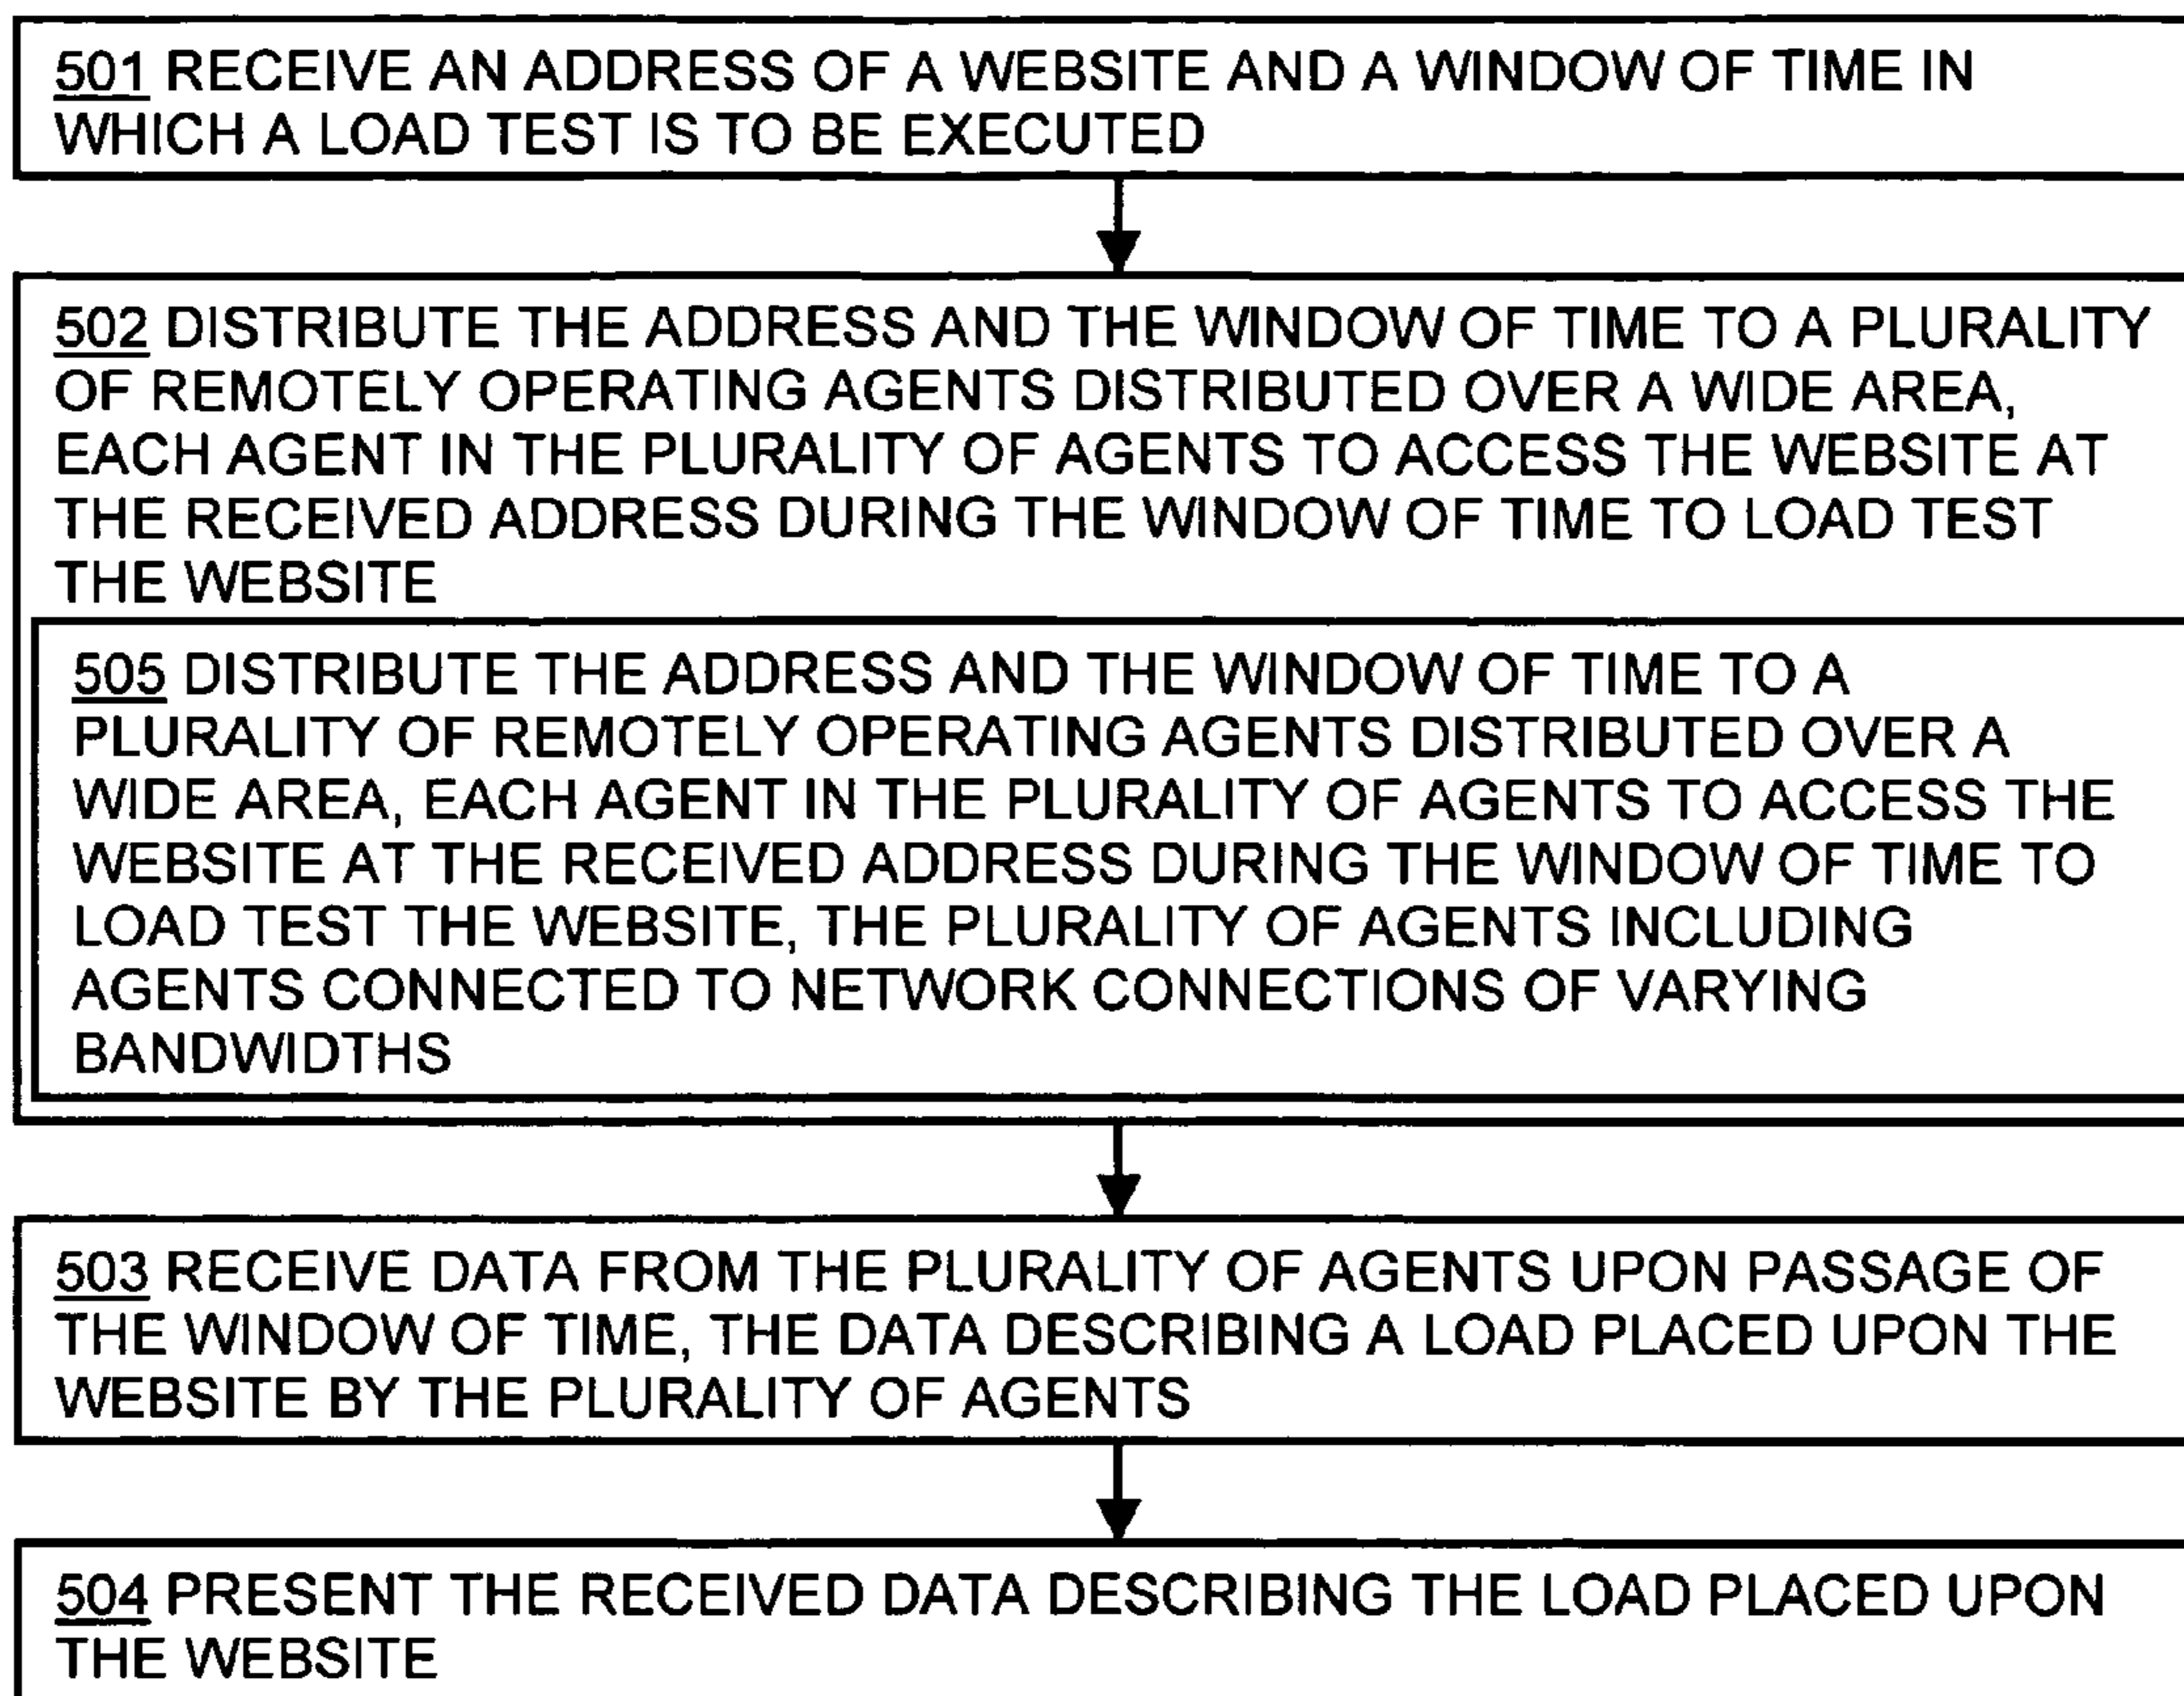 501 RECEIVE AN ADDRESS OF A WEBSITE AND A WINDOW OF TIME IN
WHICH A LOAD TEST IS TO BE EXECUTED
502 DISTRIBUTE THE ADDRESS AND THE WINDOW OF TIME TO A PLURALITY
OF REMOTELY OPERATING AGENTS DISTRIBUTED OVER A WIDE AREA,
EACH AGENT IN THE PLURALITY OF AGENTS TO ACCESS THE WEBSITE AT
THE RECEIVED ADDRESS DURING THE WINDOW OF TIME TO LOAD TEST
THE WEBSITE
505 DISTRIBUTE THE ADDRESS AND THE WINDOW OF TIME TO A
PLURALITY OF REMOTELY OPERATING AGENTS DISTRIBUTED OVER A
WIDE AREA, EACH AGENT IN THE PLURALITY OF AGENTS TO ACCESS THE
WEBSITE AT THE RECEIVED ADDRESS DURING THE WINDOW OF TIME TO
LOAD TEST THE WEBSITE, THE PLURALITY OF AGENTS INCLUDING
AGENTS CONNECTED TO NETWORK CONNECTIONS OF VARYING
BANDWIDTHS
503 RECEIVE DATA FROM THE PLURALITY OF AGENTS UPON PASSAGE OF
THE WINDOW OF TIME, THE DATA DESCRIBING A LOAD PLACED UPON THE
WEBSITE BY THE PLURALITY OF AGENTS
504 PRESENT THE RECEIVED DATA DESCRIBING THE LOAD PLACED UPON
THE WEBSITE